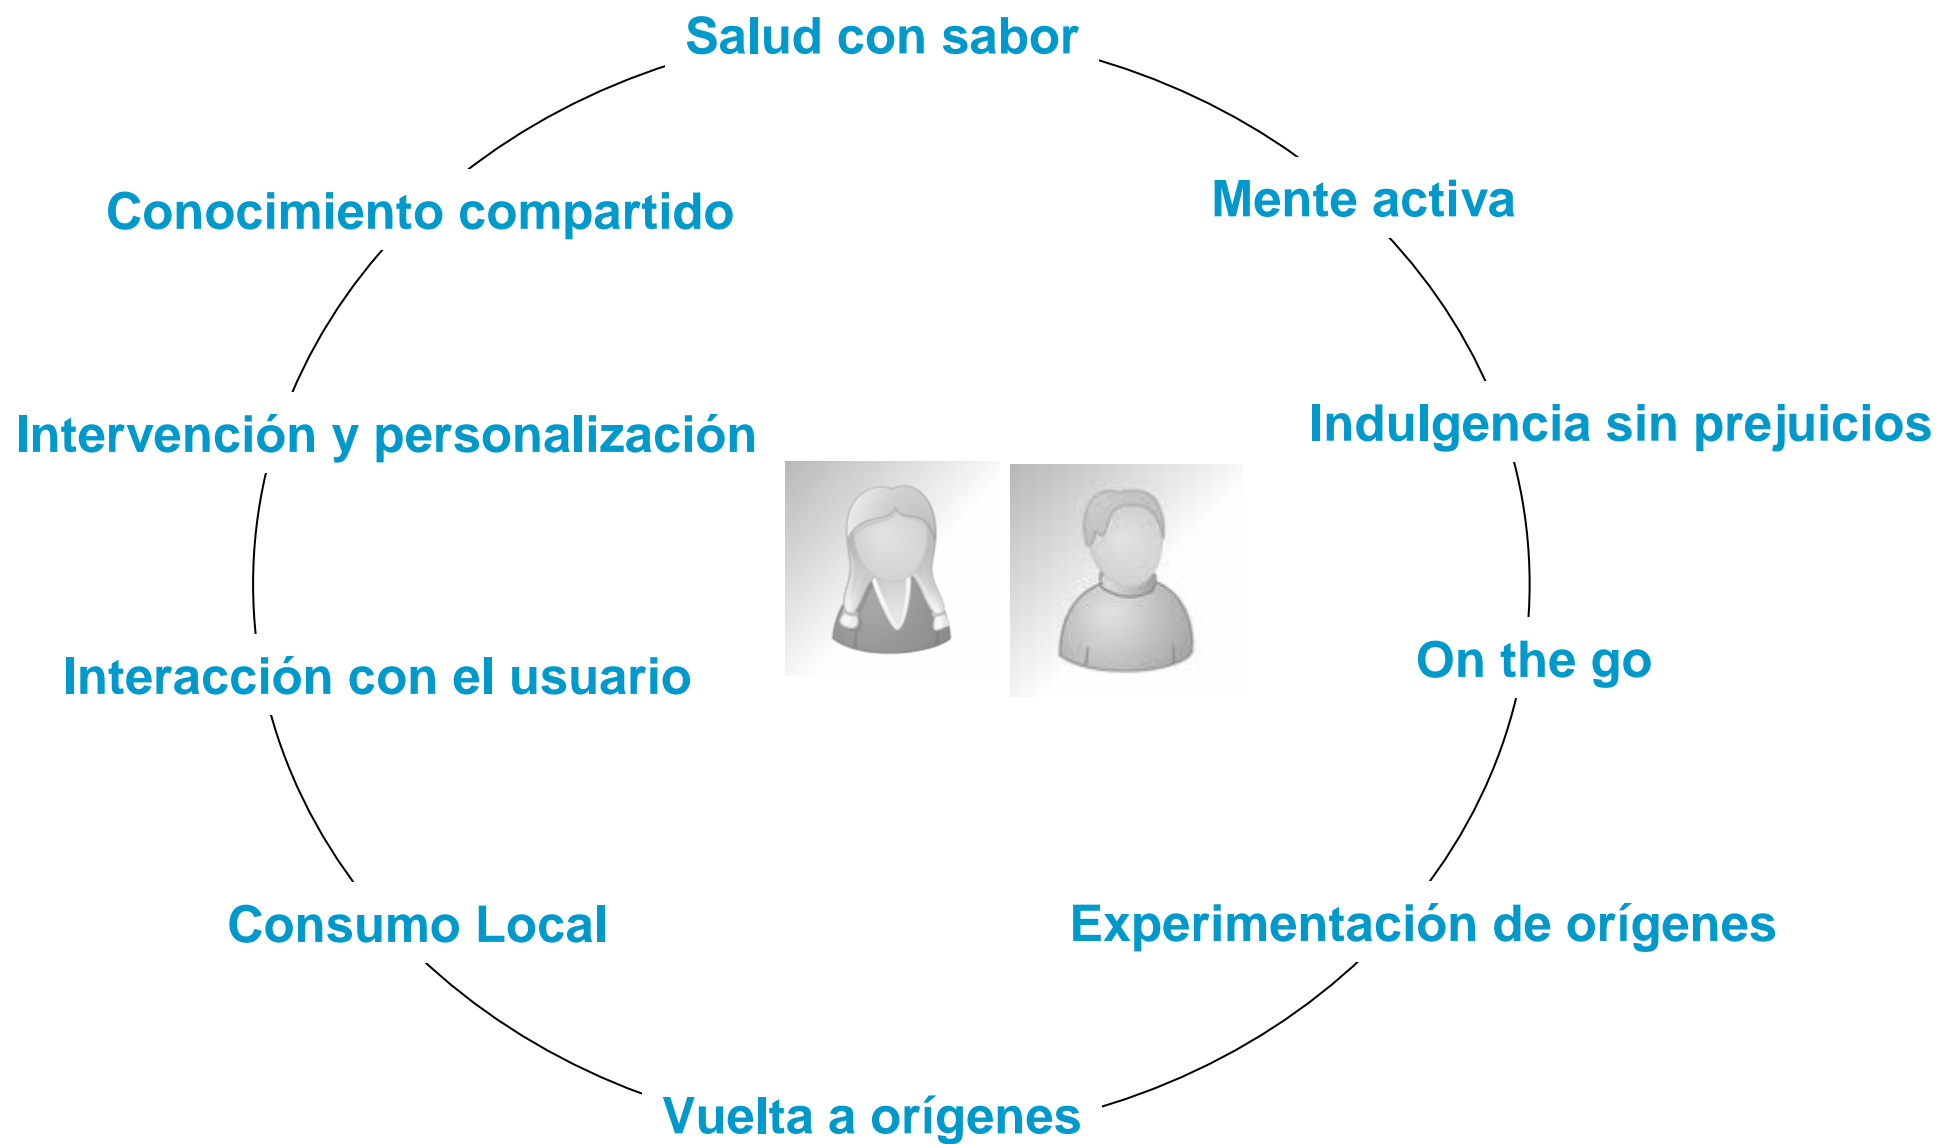 Salud con sabor
Mente activa
Conocimiento compartido
Indulgencia sin prejuicios
Intervención y personalización
On the go
Interacción con el usuario
Experimentación de orígenes
Consumo Local
Vuelta a orígenes